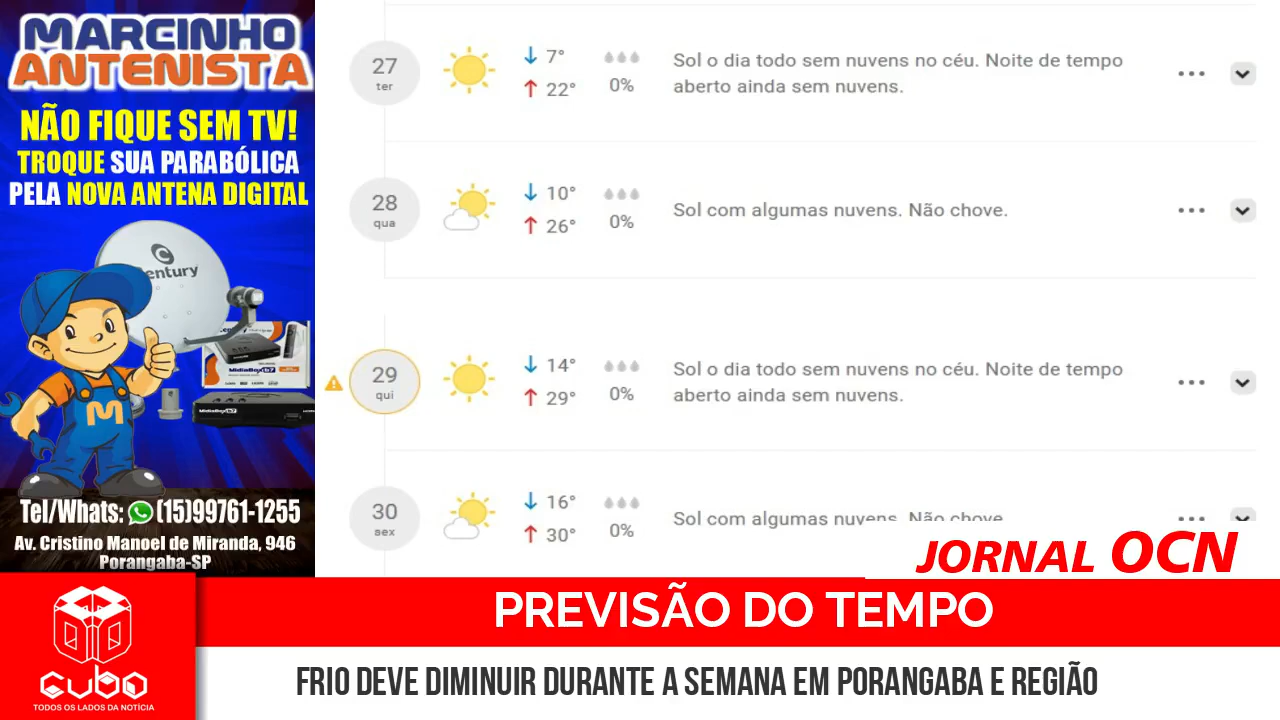 MARCINHO
ANTENISTA
NÃO FIQUE SEM TV!
TROQUE SUA PARABÓLICA
PELA NOVA ANTENA DIGITAL
Century
MidiaBox B7
MidiaBox B7
M
Tel/Whats: (15)99761-1255
Av. Cristino Manoel de Miranda, 946
Porangaba-SP
27
ter
7°
22°
0%
Sol o dia todo sem nuvens no céu. Noite de tempo
aberto ainda sem nuvens.
28
qua
10°
26°
0%
Sol com algumas nuvens. Não chove.
29
qui
14°
29°
0%
Sol o dia todo sem nuvens no céu. Noite de tempo
aberto ainda sem nuvens.
30
sex
16°
30°
0%
Sol com algumas nuvens. Não chove
JORNAL OCN
PREVISÃO DO TEMPO
FRIO DEVE DIMINUIR DURANTE A SEMANA EM PORANGABA E REGIÃO
CUBO
TODOS OS LADOS DA NOTÍCIA